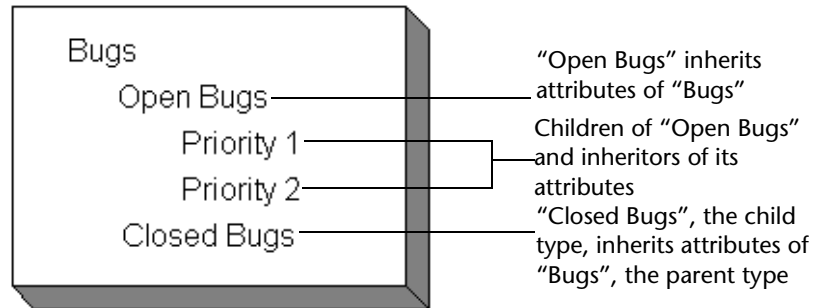 Bugs
Open Bugs
Priority 1
Priority 2
Closed Bugs
“Open Bugs” inherits
attributes of “Bugs”
Children of “Open Bugs”
and inheritors of its
attributes
“Closed Bugs”, the child
type, inherits attributes of
“Bugs”, the parent type